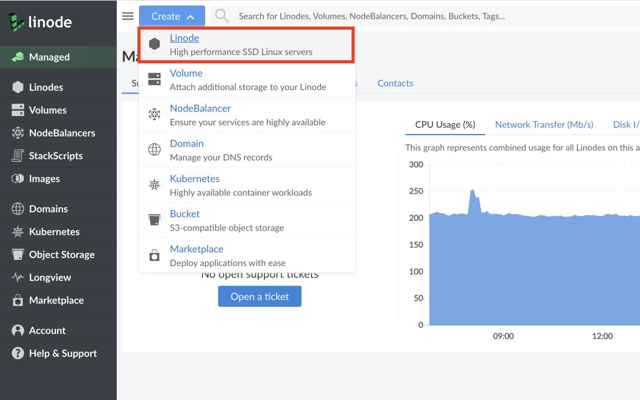 linode
Create
Search for Linodes, Volumes, NodeBalancers, Domains, Buckets, Tags...
Managed
Linodes
Volumes
NodeBalancers
StackScripts
Images
Domains
Kubernetes
Object Storage
Longview
Marketplace
Account
Help & Support
Linode
High performance SSD Linux servers
Volume
Attach additional storage to your Linode
NodeBalancer
Ensure your services are highly available
Domain
Manage your DNS records
Kubernetes
Highly available container workloads
Bucket
S3-compatible object storage
Marketplace
Deploy applications with ease
Contacts
No open support tickets
Open a ticket
CPU Usage (%)
Network Transfer (Mb/s)
Disk I/
This graph represents combined usage for all Linodes on this a
300
250
200
150
100
50
0
09:00
12:00